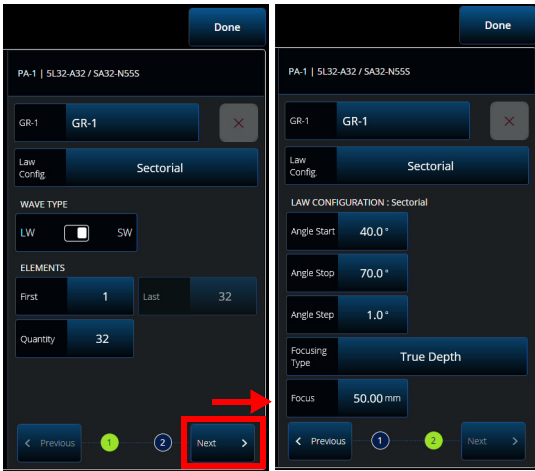 Done
PA-1 | 5L32-A32 / SA32-N55S
GR-1 GR-1
Law
Config. Sectorial
WAVE TYPE
LW SW
ELEMENTS
First 1 Last 32
Quantity 32
Previous 1 2 Next
Done
PA-1 | 5L32-A32 / SA32-N55S
GR-1 GR-1
Law
Config. Sectorial
LAW CONFIGURATION : Sectorial
Angle Start 40.0 °
Angle Stop 70.0 °
Angle Step 1.0 °
Focusing
Type True Depth
Focus 50.00 mm
Previous 1 2 Next